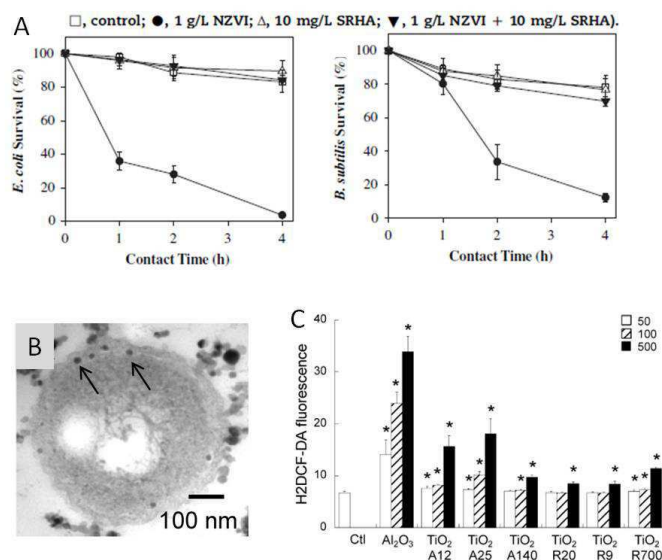 A
□, control; ●, 1 g/L NZVI; △, 10 mg/L SRHA; ▼, 1 g/L NZVI + 10 mg/L SRHA).
E. coli Survival (%)
100
80
60
40
20
0
0 1 2 3 4
Contact Time (h)
B. subtilis Survival (%)
100
80
60
40
20
0
0 1 2 3 4
Contact Time (h)
B
100 nm
C
H2DCF-DA fluorescence
40
30
20
10
0
50
100
500
* * *
* * *
* * *
* *
*
*
* * *
Ctl Al₂O₃ TiO₂ TiO₂ TiO₂ TiO₂ TiO₂ TiO₂
A12 A25 A140 R20 R9 R700